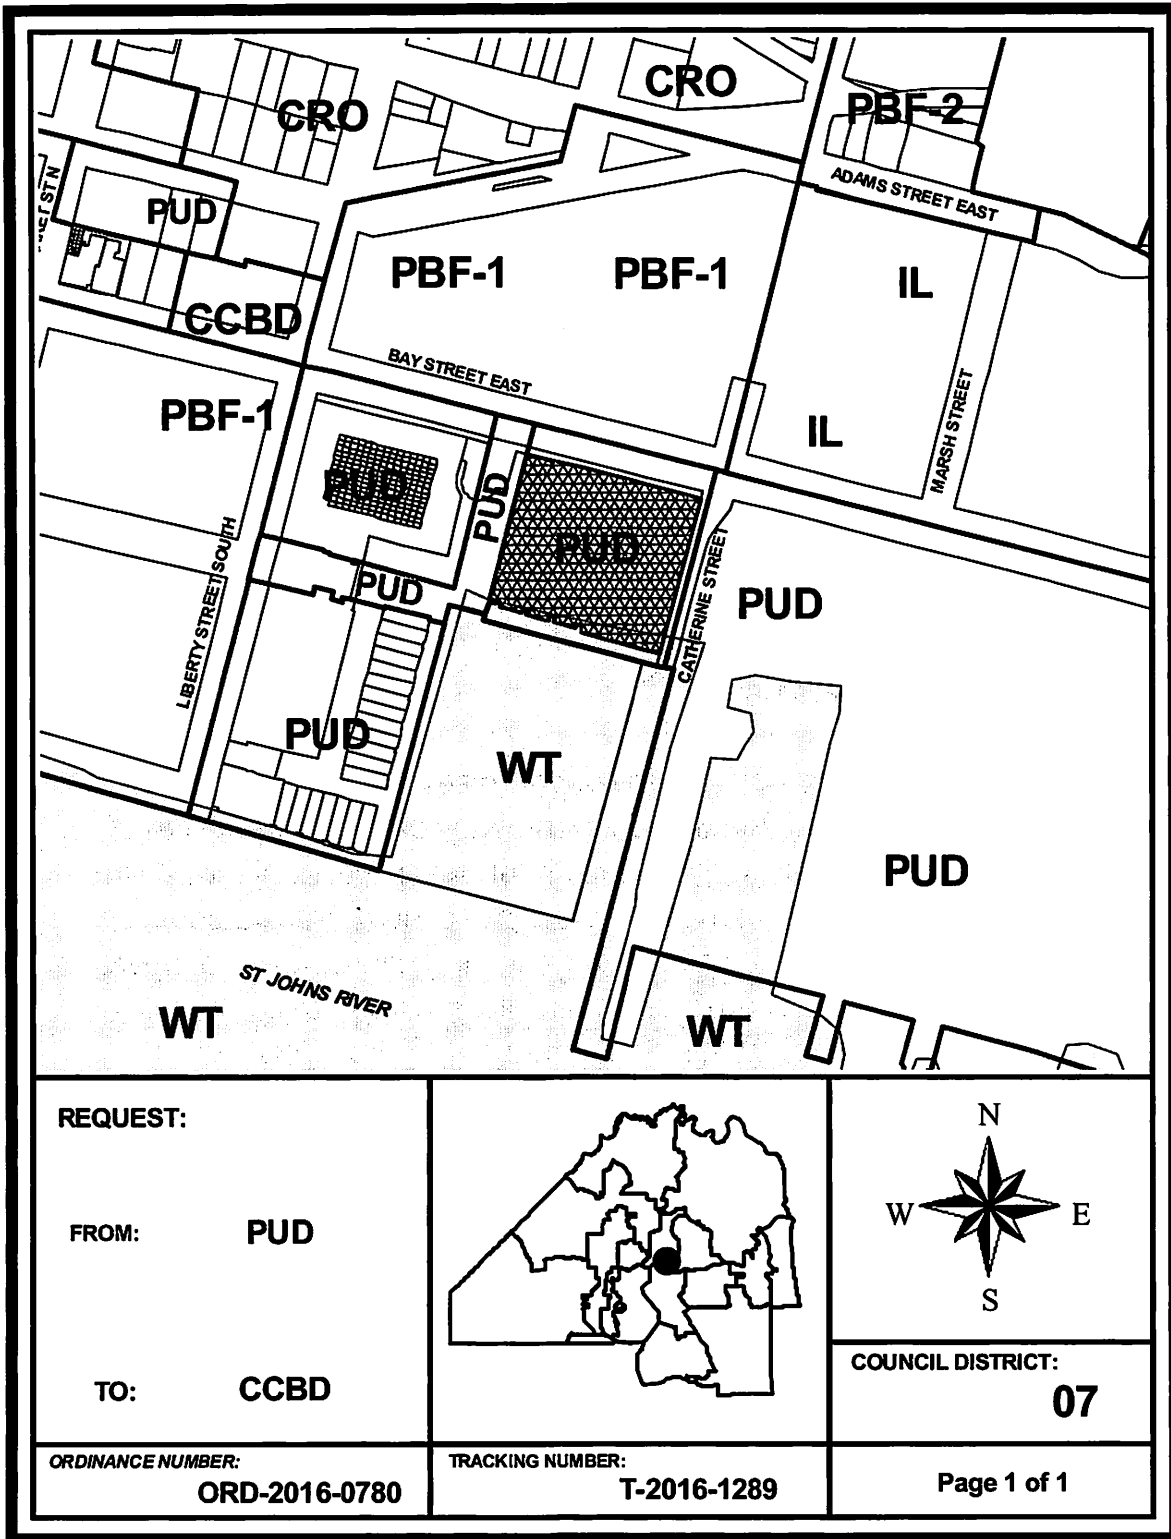 CRO
CRO
PBF-2
ADAMS STREET EAST
PUD
PBF-1
PBF-1
IL
CCBD
BAY STREET EAST
PBF-1
IL
MARSH STREET
PUD
PUD
PUD
LIBERTY STREET SOUTH
PUD
CATHERINE STREET
PUD
PUD
WT
PUD
ST JOHNS RIVER
WT
WT
REQUEST:
FROM: PUD
TO: CCBD
N
W E
S
COUNCIL DISTRICT:
07
ORDINANCE NUMBER:
ORD-2016-0780
TRACKING NUMBER:
T-2016-1289
Page 1 of 1